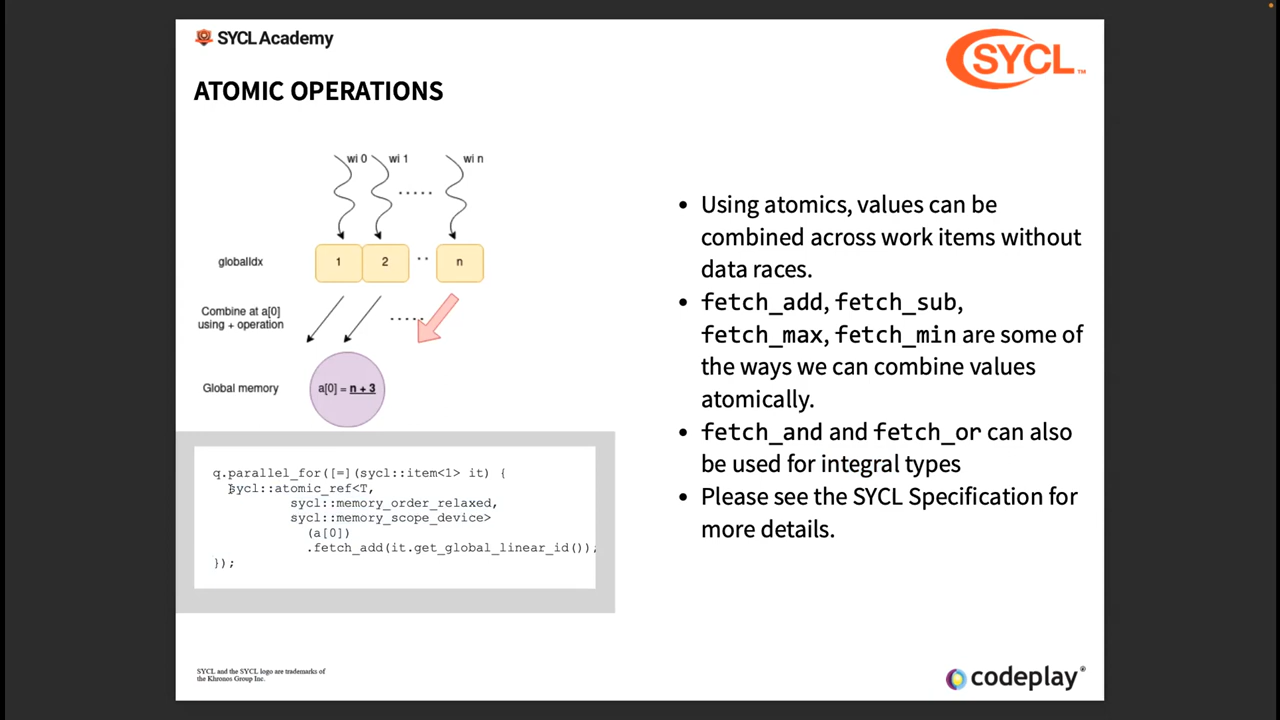 SYCL Academy
SYCL™
ATOMIC OPERATIONS
wi 0 wi 1 wi n
globalIdx
1 2 n
Combine at a[0]
using + operation
Global memory
a[0] = n + 3
q.parallel_for([=](sycl::item<1> it) {
sycl::atomic_ref<T,
sycl::memory_order_relaxed,
sycl::memory_scope_device>
(a[0])
.fetch_add(it.get_global_linear_id());
});
• Using atomics, values can be
combined across work items without
data races.
• fetch_add, fetch_sub,
fetch_max, fetch_min are some of
the ways we can combine values
atomically.
• fetch_and and fetch_or can also
be used for integral types
• Please see the SYCL Specification for
more details.
SYCL and the SYCL logo are trademarks of
the Khronos Group Inc.
codeplay®